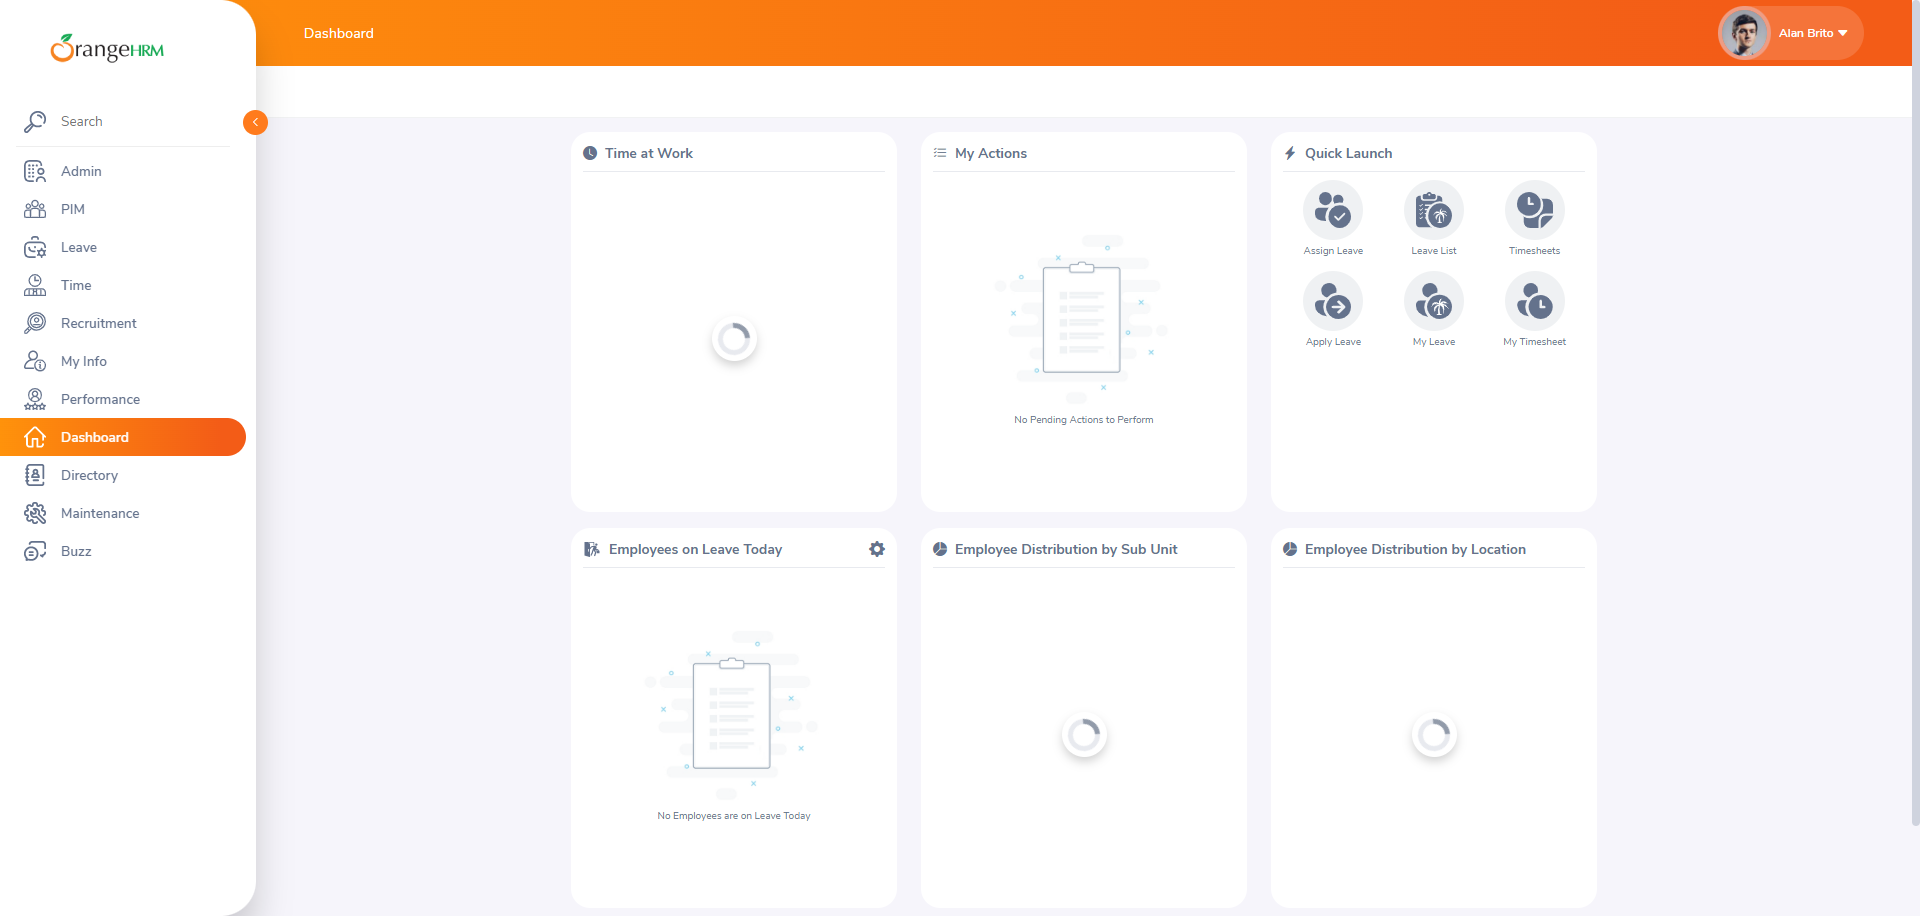 OrangeHRM
Dashboard
Alan Brito
Search
Admin
PIM
Leave
Time
Recruitment
My Info
Performance
Dashboard
Directory
Maintenance
Buzz
Time at Work
My Actions
No Pending Actions to Perform
Quick Launch
Assign Leave
Leave List
Timesheets
Apply Leave
My Leave
My Timesheet
Employees on Leave Today
No Employees are on Leave Today
Employee Distribution by Sub Unit
Employee Distribution by Location